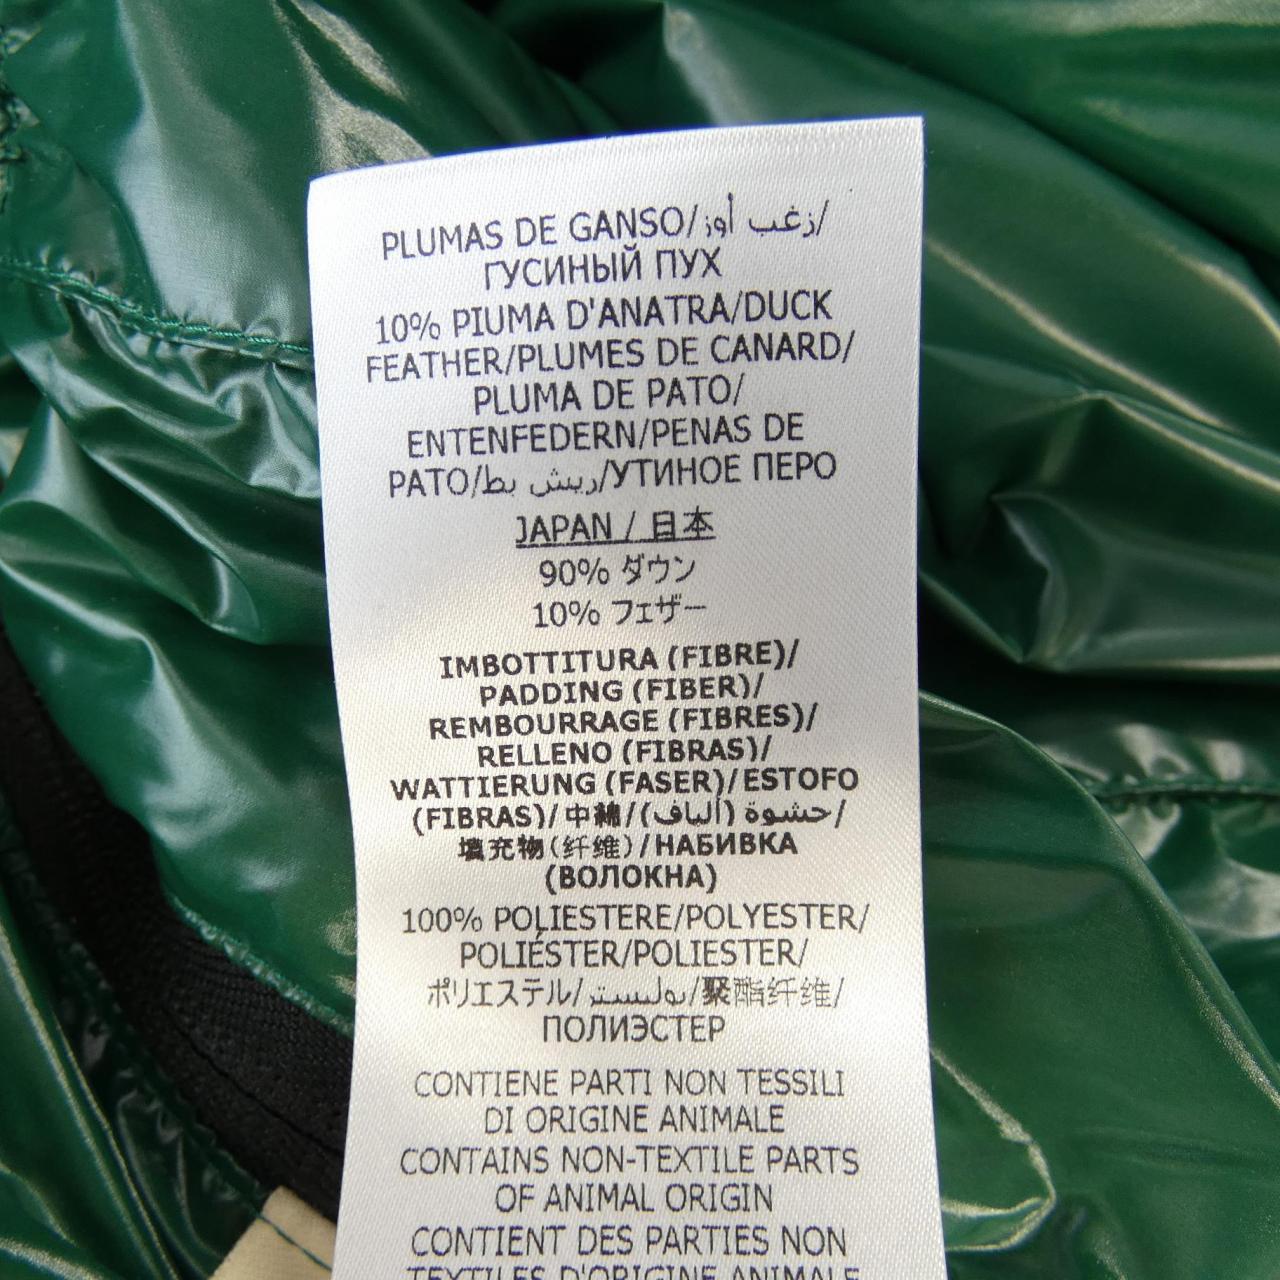 PLUMAS DE GANSO/زغب أوز/
ГУСИНЫЙ ПУХ
10% PIUMA D'ANATRA/DUCK
FEATHER/PLUMES DE CANARD/
PLUMA DE PATO/
ENTENFEDERN/PENAS DE
PATO/ريش بط/УТИНОЕ ПЕРО
JAPAN / 日本
90% ダウン
10% フェザー
IMBOTTITURA (FIBRE)/
PADDING (FIBER)/
REMBOURRAGE (FIBRES)/
RELLENO (FIBRAS)/
WATTIERUNG (FASER)/ESTOFO
(FIBRAS)/中綿/حشوة (ألياف)/
填充物(纤维)/НАБИВКА
(ВОЛОКНА)
100% POLIESTERE/POLYESTER/
POLIÉSTER/POLIESTER/
ポリエステル/بوليستر/聚酯纤维/
ПОЛИЭСТЕР
CONTIENE PARTI NON TESSILI
DI ORIGINE ANIMALE
CONTAINS NON-TEXTILE PARTS
OF ANIMAL ORIGIN
CONTIENT DES PARTIES NON
TEXTILES D'ORIGINE ANIMALE